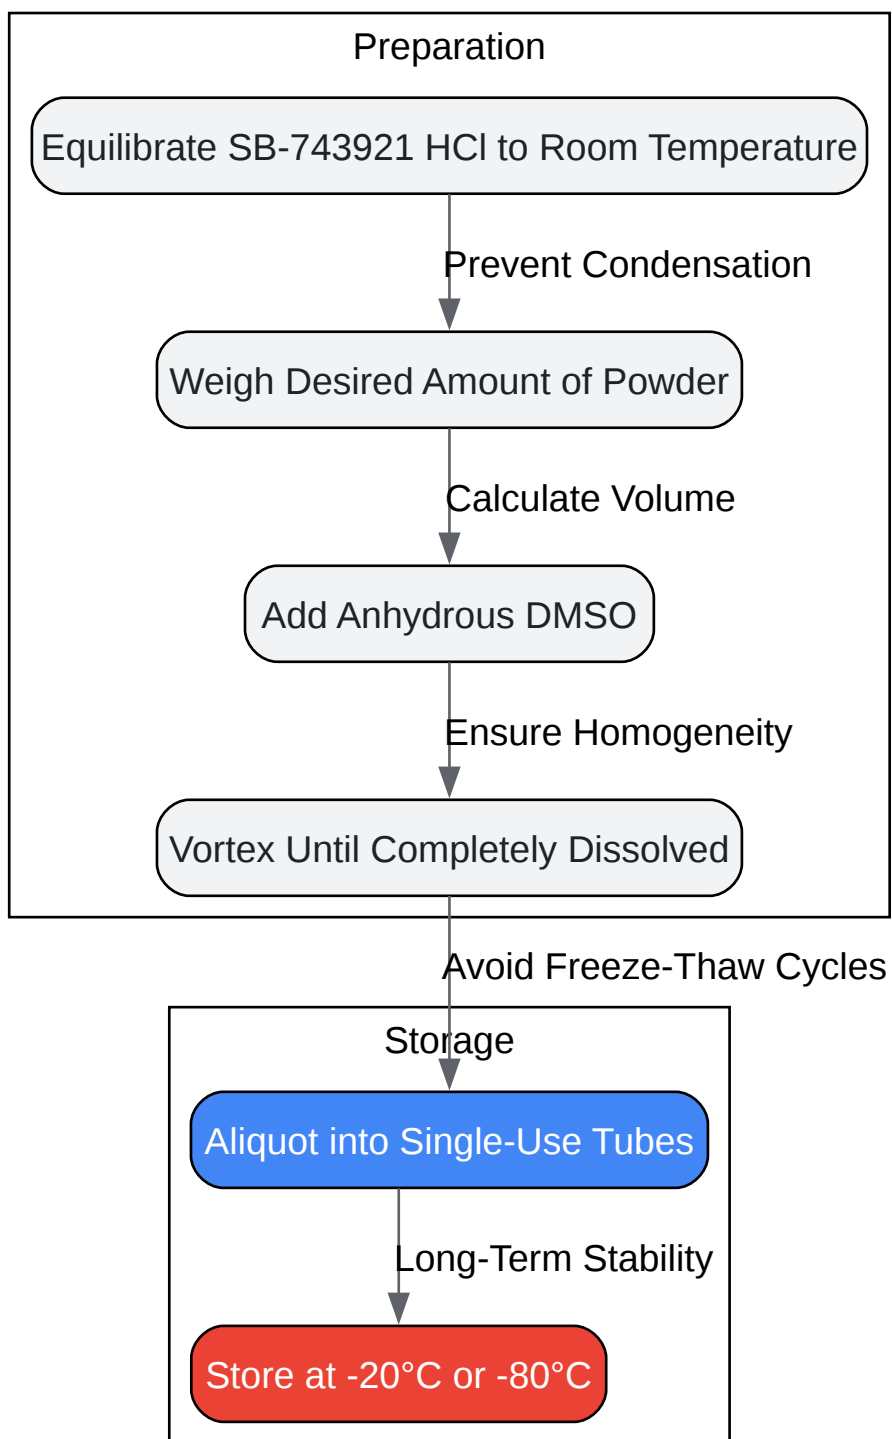 Preparation
Equilibrate SB-743921 HCl to Room Temperature
Prevent Condensation
Weigh Desired Amount of Powder
Calculate Volume
Add Anhydrous DMSO
Ensure Homogeneity
Vortex Until Completely Dissolved
Avoid Freeze-Thaw Cycles
Storage
Aliquot into Single-Use Tubes
Long-Term Stability
Store at -20°C or -80°C